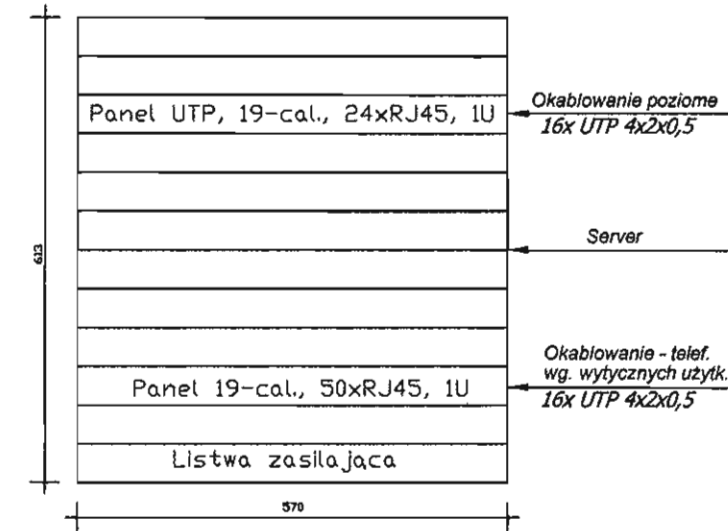 Panel UTP, 19-cal., 24xRJ45, 1U
Okablowanie poziome
16x UTP 4x2x0,5
613
Server
Okablowanie - telef.
wg. wytycznych użytk.
Panel 19-cal., 50xRJ45, 1U
16x UTP 4x2x0,5
Listwa zasilająca
570